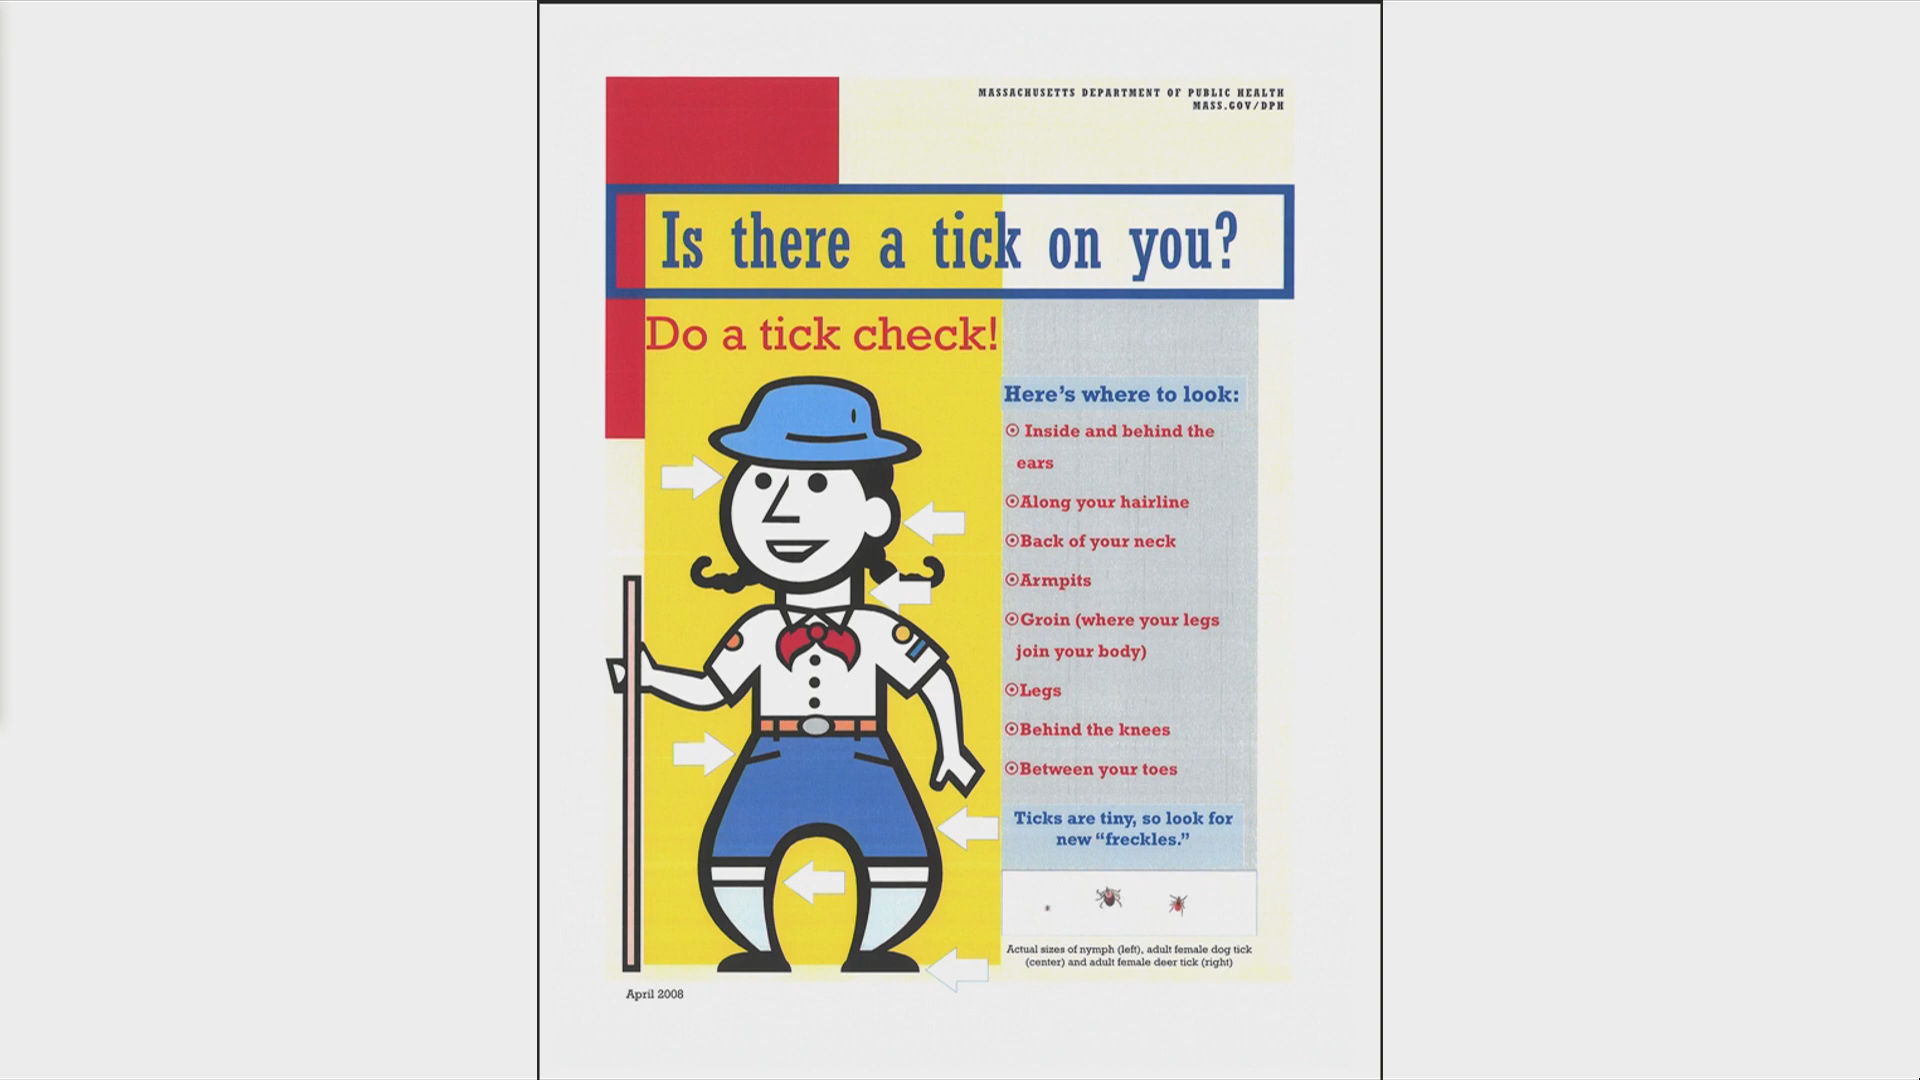 MASSACHUSETTS DEPARTMENT OF PUBLIC HEALTH
MASS.GOV/DPH
Is there a tick on you?
Do a tick check!
Here's where to look:
Inside and behind the
ears
Along your hairline
Back of your neck
Armpits
Groin (where your legs
join your body)
Legs
Behind the knees
Between your toes
Ticks are tiny, so look for
new “freckles.”
Actual sizes of nymph (left), adult female dog tick
(center) and adult female deer tick (right)
April 2008